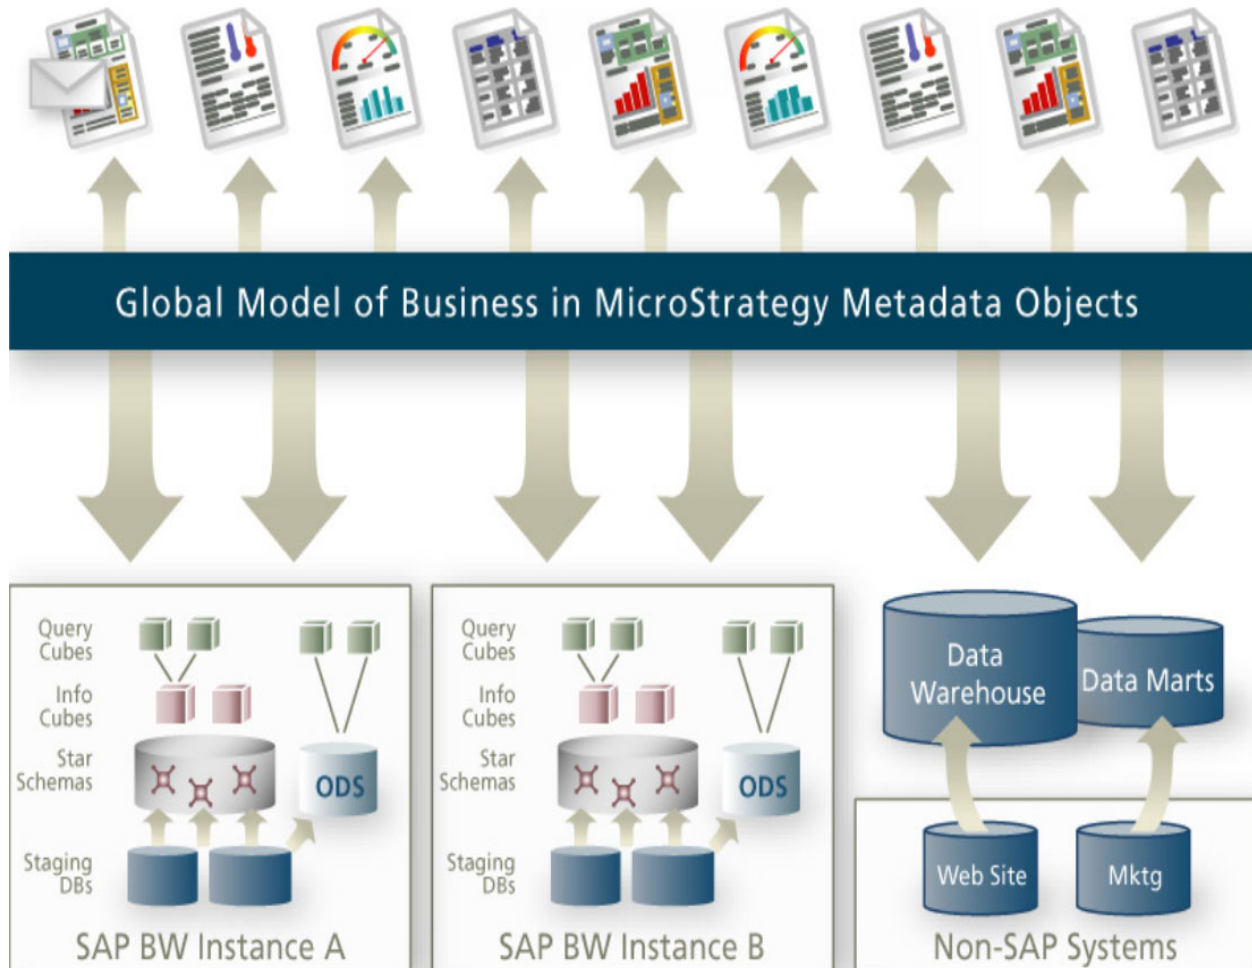 Global Model of Business in MicroStrategy Metadata Objects
Query
Cubes
Info
Cubes
Star
Schemas
ODS
Staging
DBs
SAP BW Instance A
Query
Cubes
Info
Cubes
Star
Schemas
ODS
Staging
DBs
SAP BW Instance B
Data
Warehouse
Data Marts
Web Site
Mktg
Non-SAP Systems